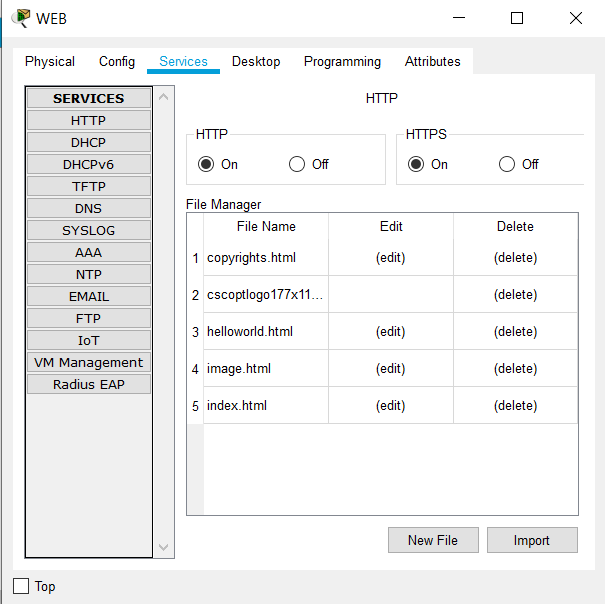 WEB
Physical Config Services Desktop Programming Attributes
SERVICES
HTTP
DHCP
DHCPv6
TFTP
DNS
SYSLOG
AAA
NTP
EMAIL
FTP
IoT
VM Management
Radius EAP
HTTP
HTTP
On Off
HTTPS
On Off
File Manager
File Name Edit Delete
1 copyrights.html (edit) (delete)
2 cscoptlogo177x11... (delete)
3 helloworld.html (edit) (delete)
4 image.html (edit) (delete)
5 index.html (edit) (delete)
New File Import
Top